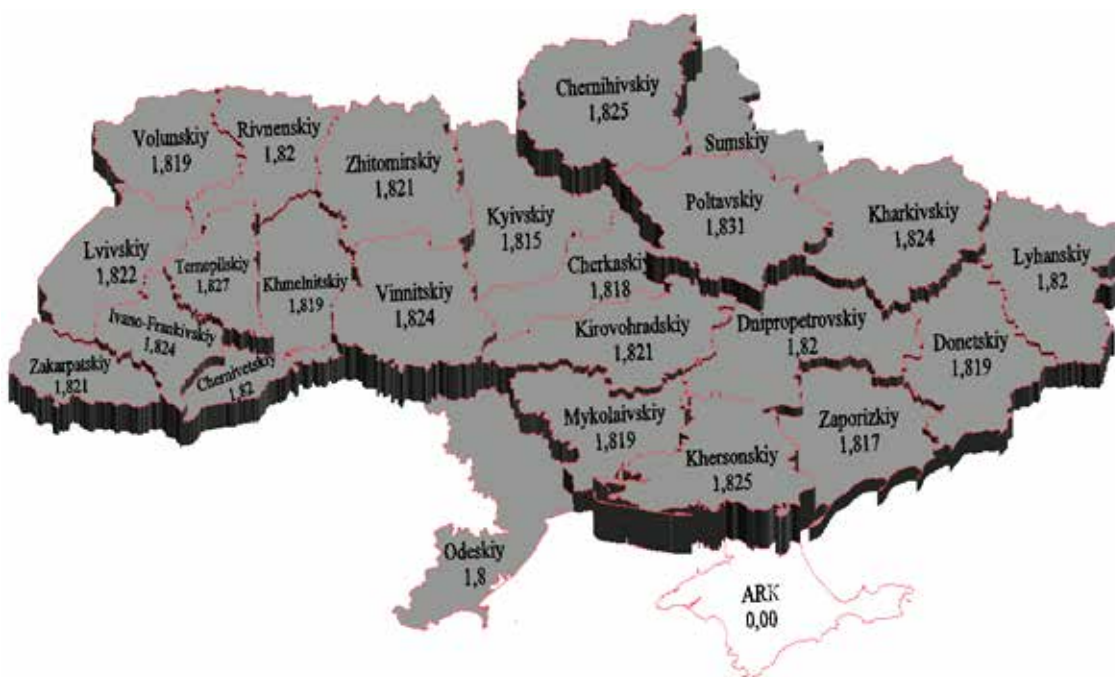 Chernihivskiy
1,825
Volunskiy
1,819
Rivnenskiy
1,82
Zhitomirskiy
1,821
Sumskiy
Kyivskiy
1,815
Poltavskiy
1,831
Kharkivskiy
1,824
Lvivskiy
1,822
Ternopilskiy
1,827
Khmelnitskiy
1,819
Vinnitskiy
1,824
Cherkaskiy
1,818
Lyhanskiy
1,82
Ivano-Frankivskiy
1,824
Kirovohradskiy
1,821
Dnipropetrovskiy
1,82
Donetskiy
1,819
Zakarpatskiy
1,821
Chernivetskiy
1,82
Mykolaivskiy
1,819
Khersonskiy
1,825
Zaporizkiy
1,817
Odeskiy
1,8
ARK
0,00